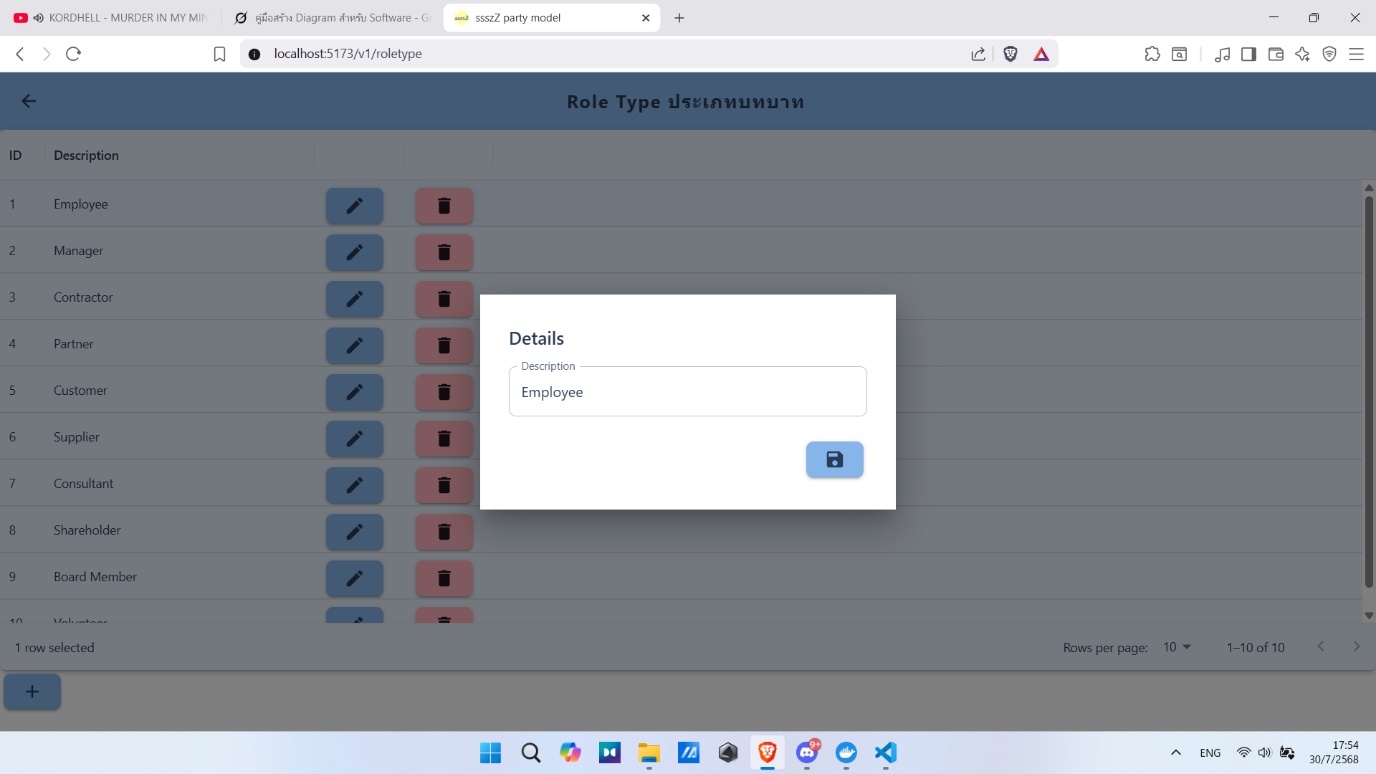 KORDHELL - MURDER IN MY MIN
คู่มือสร้าง Diagram สำหรับ Software - G
ssszZ party model
localhost:5173/v1/roletype
Role Type ประเภทบทบาท
ID Description
1 Employee
2 Manager
3 Contractor
4 Partner
5 Customer
6 Supplier
7 Consultant
8 Shareholder
9 Board Member
10 Volunteer
Details
Description
Employee
1 row selected
Rows per page: 10 1–10 of 10
9+
ENG
17:54
30/7/2568